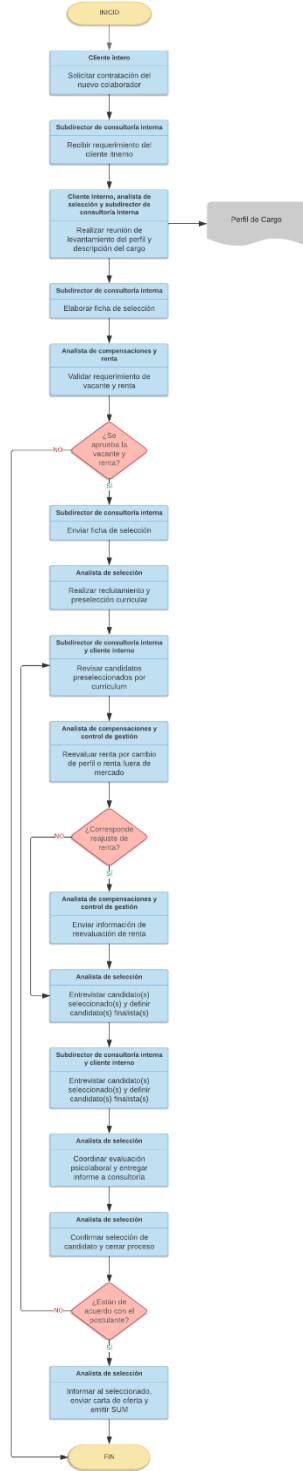 INICIO
Cliente intero
Solicitar contratación del
nuevo colaborador
Subdirector de consultoría interna
Recibir requerimiento del
cliente itnerno
Cliente interno, analista de
selección y subdirector de
consultoría interna
Realizar reunión de
levantamiento del perfil y
descripción del cargo
Perfil de Cargo
Subdirector de consultoría interna
Elaborar ficha de selección
Analista de compensaciones y
renta
Validar requerimiento de
vacante y renta
¿Se
aprueba la
vacante y
renta?
NO
SÍ
Subdirector de consultoría interna
Enviar ficha de selección
Analista de selección
Realizar reclutamiento y
preselección curricular
Subdirector de consultoría interna
y cliente interno
Revisar candidatos
preseleccionados por
currículum
Analista de compensaciones y
control de gestión
Reevaluar renta por cambio
de perfil o renta fuera de
mercado
¿Corresponde
reajuste de
renta?
NO
SÍ
Analista de compensaciones y
control de gestión
Enviar información de
reevaluación de renta
Analista de selección
Entrevistar candidato(s)
seleccionado(s) y definir
candidato(s) finalista(s)
Subdirector de consultoría interna
y cliente interno
Entrevistar candidato(s)
seleccionado(s) y definir
candidato(s) finalista(s)
Analista de selección
Coordinar evaluación
psicolaboral y entregar
informe a consultoría
Analista de selección
Confirmar selección de
candidato y cerrar proceso
¿Están de
acuerdo con el
postulante?
NO
SÍ
Analista de selección
Informar al seleccionado,
enviar carta de oferta y
emitir SUM
FIN